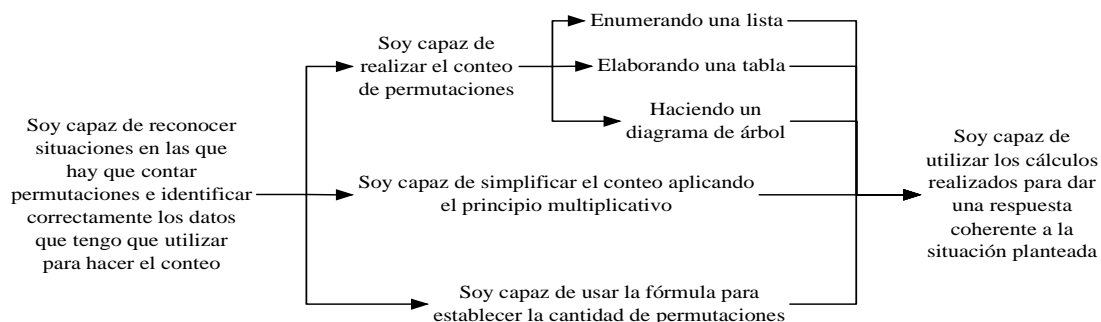 Soy capaz de reconocer
situaciones en las que
hay que contar
permutaciones e identificar
correctamente los datos
que tengo que utilizar
para hacer el conteo
Soy capaz de
realizar el conteo
de permutaciones
Enumerando una lista
Elaborando una tabla
Haciendo un
diagrama de árbol
Soy capaz de simplificar el conteo aplicando
el principio multiplicativo
Soy capaz de usar la fórmula para
establecer la cantidad de permutaciones
Soy capaz de
utilizar los cálculos
realizados para dar
una respuesta
coherente a la
situación planteada